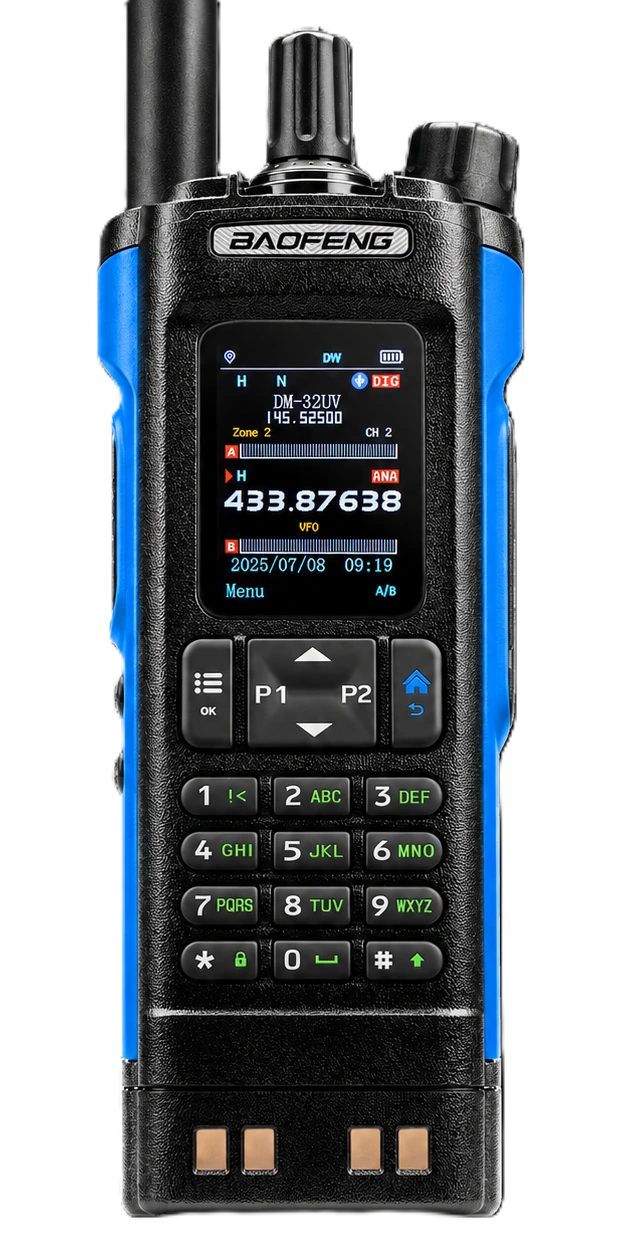 BAOFENG
DW
H N DIG
DM-32UV
145.52500
Zone 2 CH 2
A
H ANA
433.87638
VFO
B
2025/07/08 09:19
Menu A/B
P1 P2
OK
1 !< 2 ABC 3 DEF
4 GHI 5 JKL 6 MNO
7 PQRS 8 TUV 9 WXYZ
* 0 #